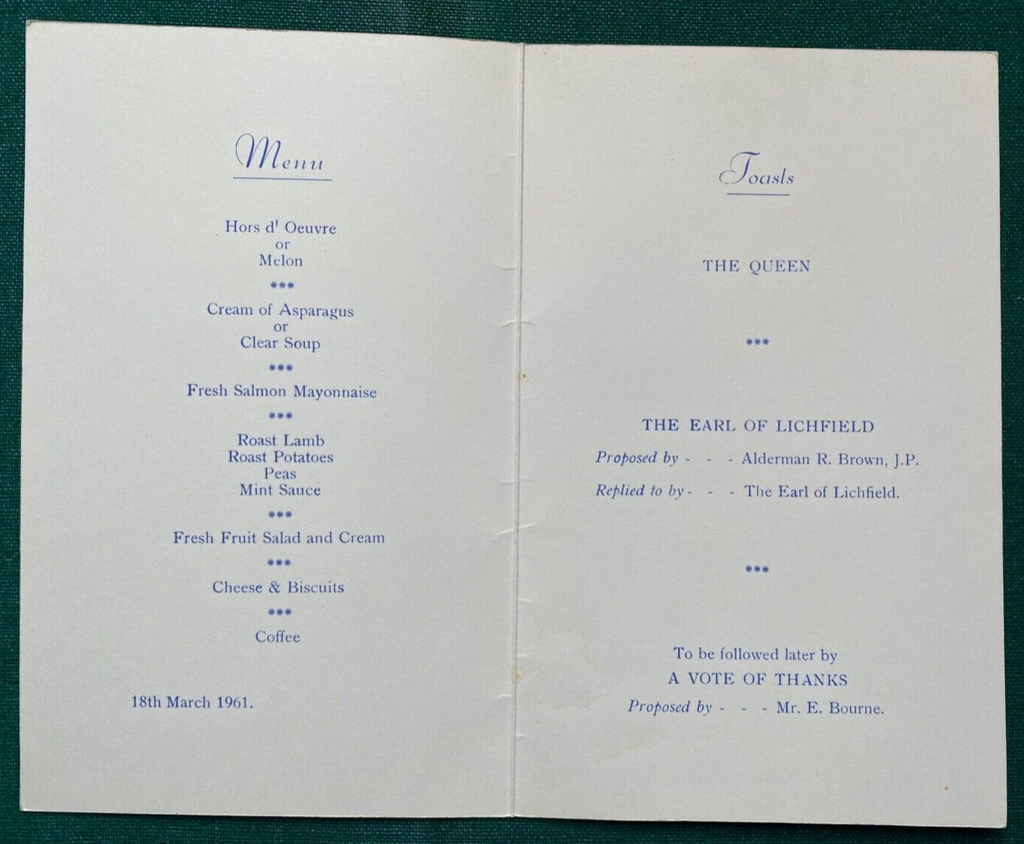 Menu
Hors d' Oeuvre
or
Melon
***
Cream of Asparagus
or
Clear Soup
***
Fresh Salmon Mayonnaise
***
Roast Lamb
Roast Potatoes
Peas
Mint Sauce
***
Fresh Fruit Salad and Cream
***
Cheese & Biscuits
***
Coffee
18th March 1961.
Toasts
THE QUEEN
***
THE EARL OF LICHFIELD
Proposed by - - - Alderman R. Brown, J.P.
Replied to by - - - The Earl of Lichfield.
***
To be followed later by
A VOTE OF THANKS
Proposed by - - - Mr. E. Bourne.